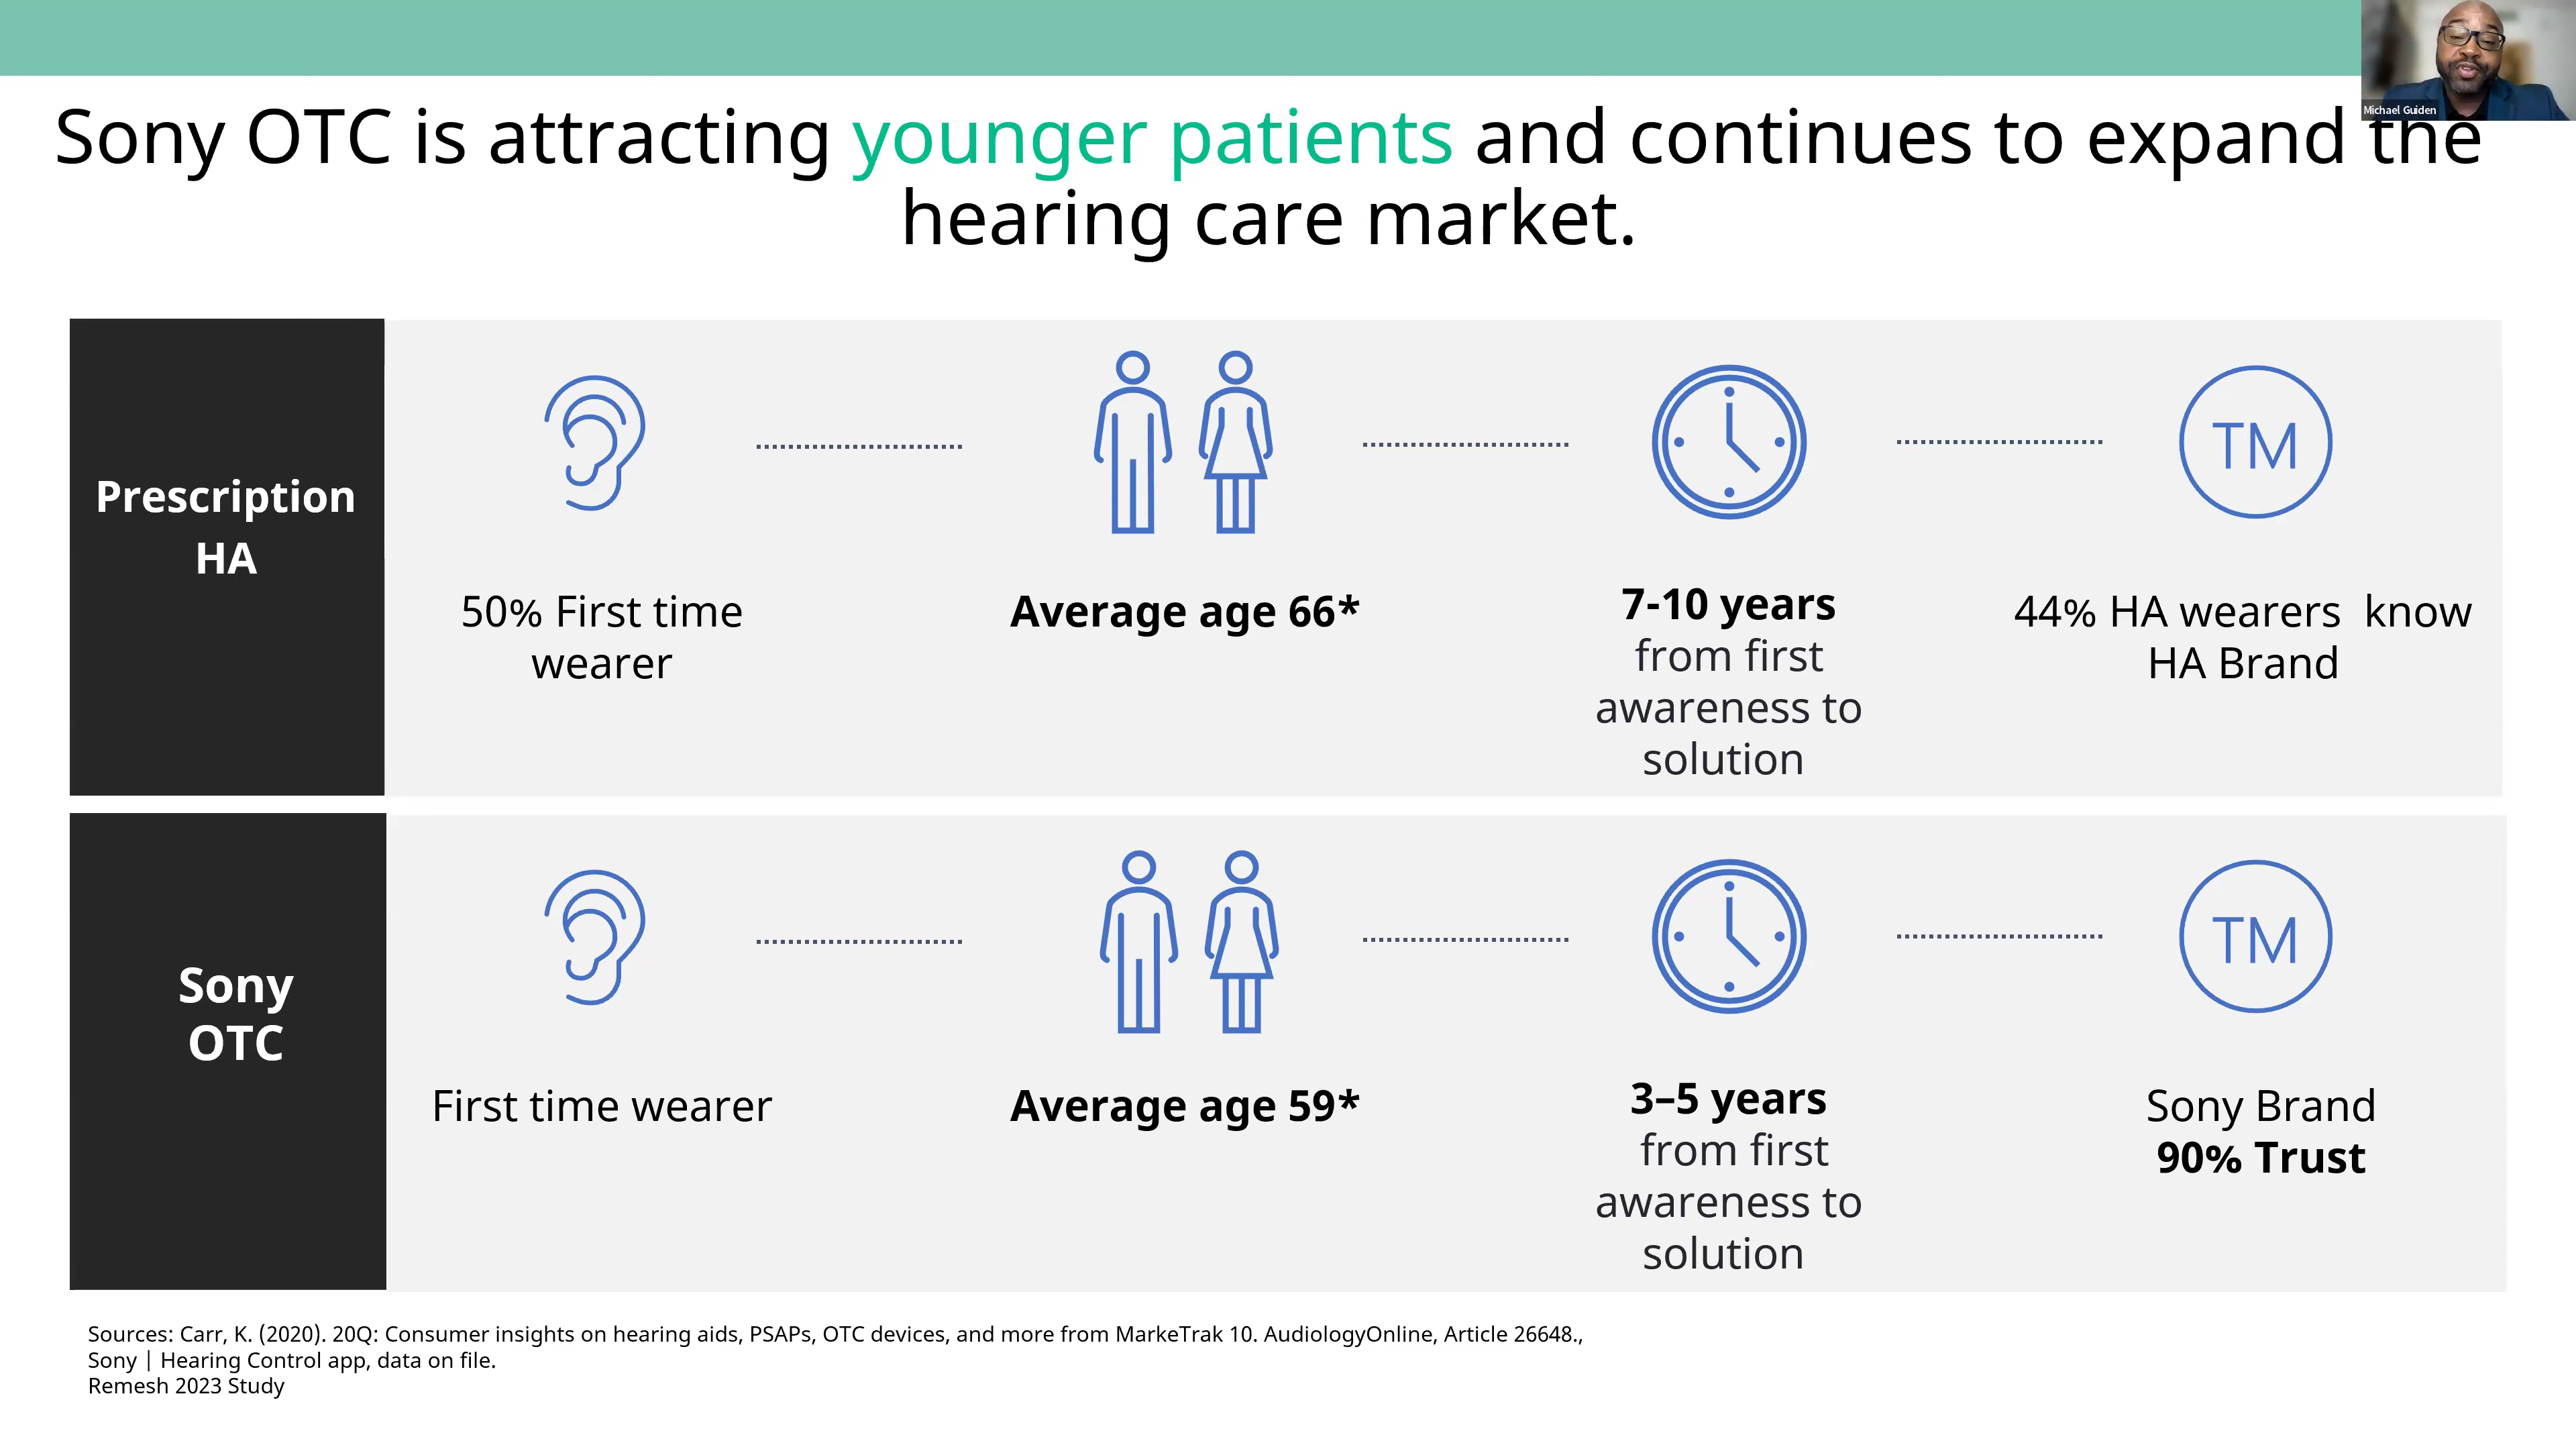 Michael Guiden
Sony OTC is attracting younger patients and continues to expand the
hearing care market.
Prescription
HA
TM
50% First time
wearer
Average age 66*
7-10 years
from first
awareness to
solution
44% HA wearers  know
HA Brand
Sony
OTC
TM
First time wearer
Average age 59*
3–5 years
from first
awareness to
solution
Sony Brand
90% Trust
Sources: Carr, K. (2020). 20Q: Consumer insights on hearing aids, PSAPs, OTC devices, and more from MarkeTrak 10. AudiologyOnline, Article 26648.,
Sony | Hearing Control app, data on file.
Remesh 2023 Study